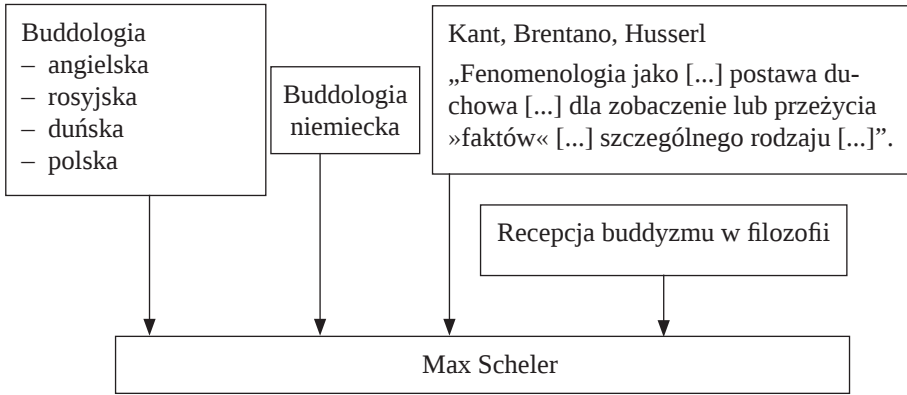 Buddologia
– angielska
– rosyjska
– duńska
– polska
Buddologia
niemiecka
Kant, Brentano, Husserl
„Fenomenologia jako [...] postawa du-
chowa [...] dla zobaczenie lub przeżycia
»faktów« [...] szczególnego rodzaju [...]”.
Recepcja buddyzmu w filozofii
Max Scheler